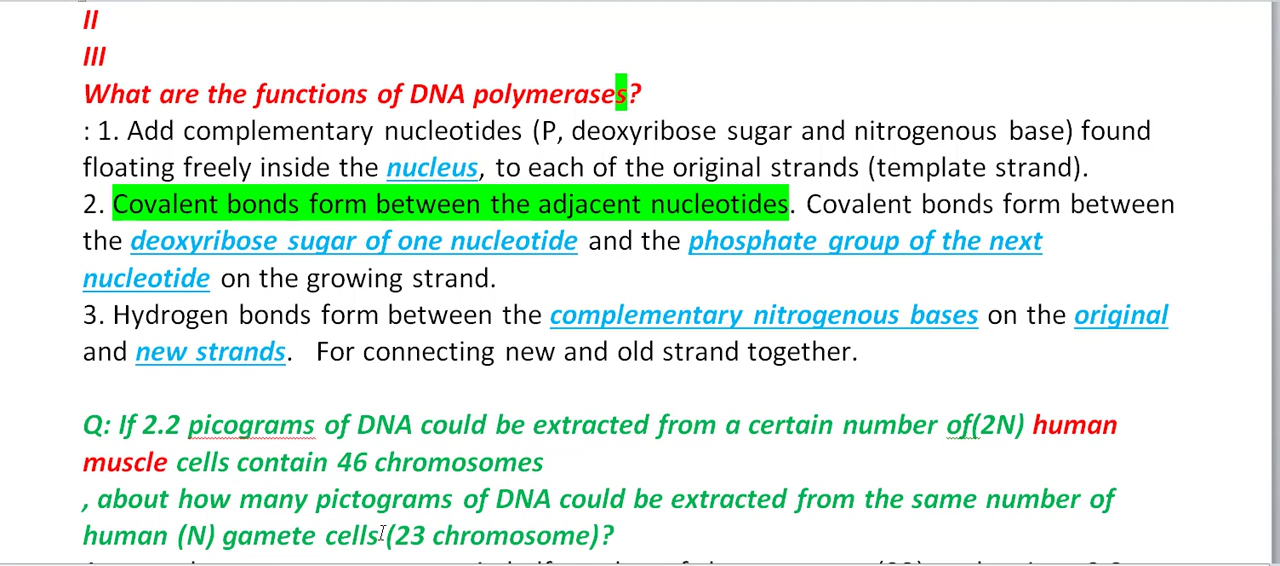 II
III
What are the functions of DNA polymerases?
: 1. Add complementary nucleotides (P, deoxyribose sugar and nitrogenous base) found
floating freely inside the nucleus, to each of the original strands (template strand).
2. Covalent bonds form between the adjacent nucleotides. Covalent bonds form between
the deoxyribose sugar of one nucleotide and the phosphate group of the next
nucleotide on the growing strand.
3. Hydrogen bonds form between the complementary nitrogenous bases on the original
and new strands. For connecting new and old strand together.
Q: If 2.2 picograms of DNA could be extracted from a certain number of(2N) human
muscle cells contain 46 chromosomes
, about how many pictograms of DNA could be extracted from the same number of
human (N) gamete cells (23 chromosome)?